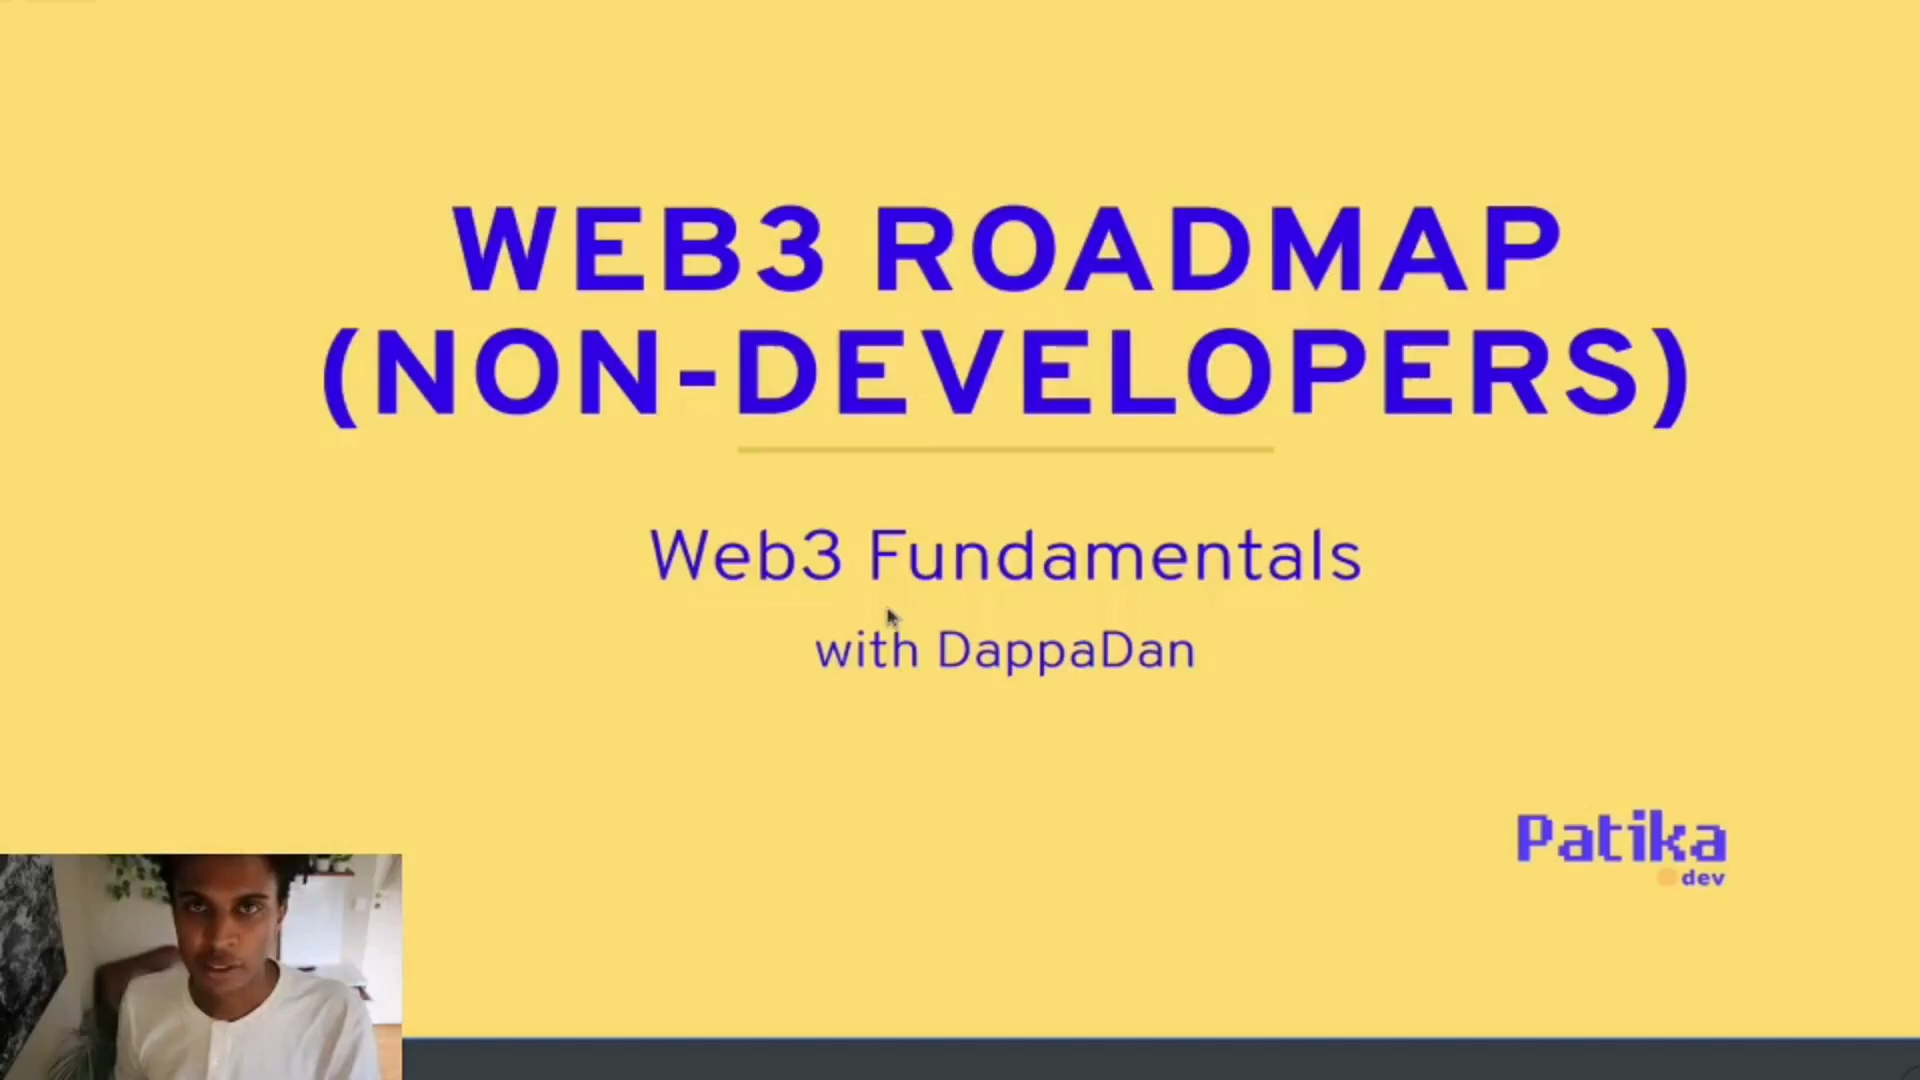 WEB3 ROADMAP
(NON-DEVELOPERS)
Web3 Fundamentals
with DappaDan
Patika
dev